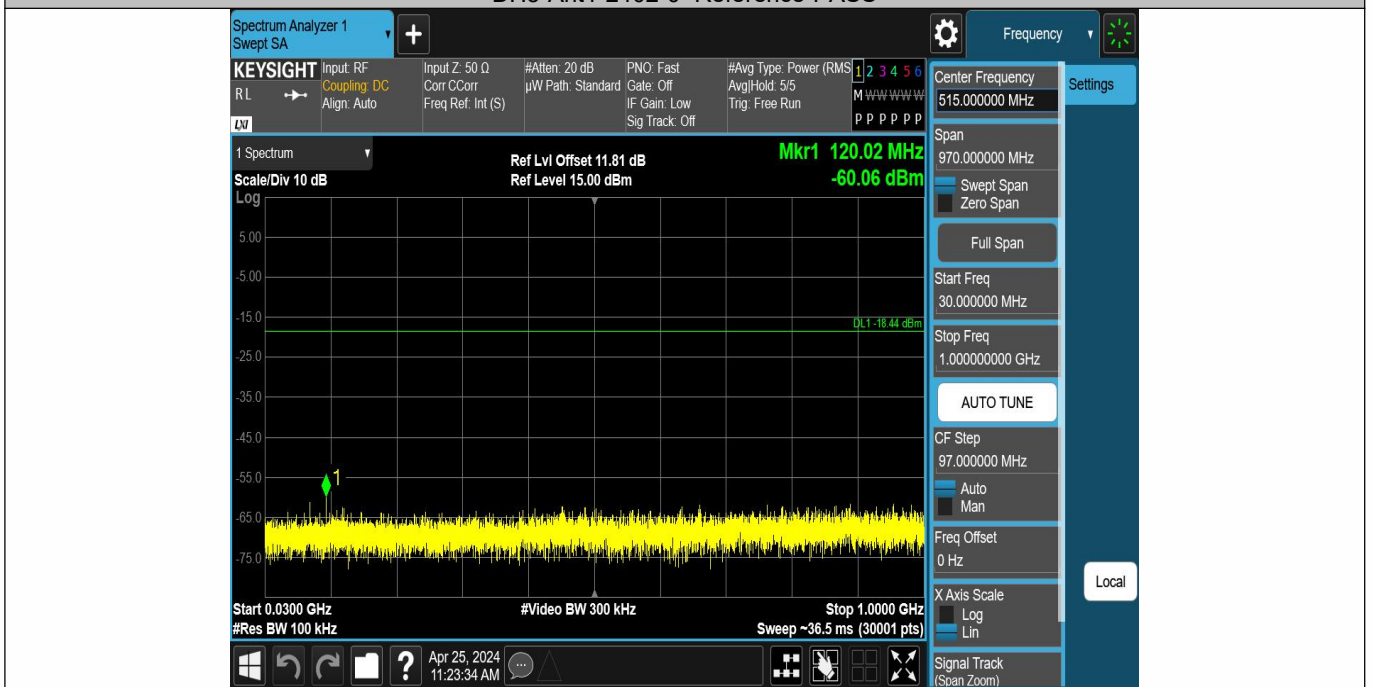 Spectrum Analyzer 1
Swept SA
Frequency
KEYSIGHT
RL
LXI
Input: RF
Coupling: DC
Align: Auto
Input Z: 50 Ω
Corr CCorr
Freq Ref: Int (S)
#Atten: 20 dB
µW Path: Standard
PNO: Fast
Gate: Off
IF Gain: Low
Sig Track: Off
#Avg Type: Power (RMS
Avg|Hold: 5/5
Trig: Free Run
1 2 3 4 5 6
M W W W W W
P P P P P P
1 Spectrum
Scale/Div 10 dB
Log
Ref Lvl Offset 11.81 dB
Ref Level 15.00 dBm
Mkr1 120.02 MHz
-60.06 dBm
5.00
-5.00
-15.0
DL1 -18.44 dBm
-25.0
-35.0
-45.0
-55.0
1
-65.0
-75.0
Start 0.0300 GHz
#Video BW 300 kHz
Stop 1.0000 GHz
#Res BW 100 kHz
Sweep ~36.5 ms (30001 pts)
?
Apr 25, 2024
11:23:34 AM
Center Frequency
515.000000 MHz
Settings
Span
970.000000 MHz
Swept Span
Zero Span
Full Span
Start Freq
30.000000 MHz
Stop Freq
1.000000000 GHz
AUTO TUNE
CF Step
97.000000 MHz
Auto
Man
Freq Offset
0 Hz
X Axis Scale
Log
Lin
Local
Signal Track
(Span Zoom)